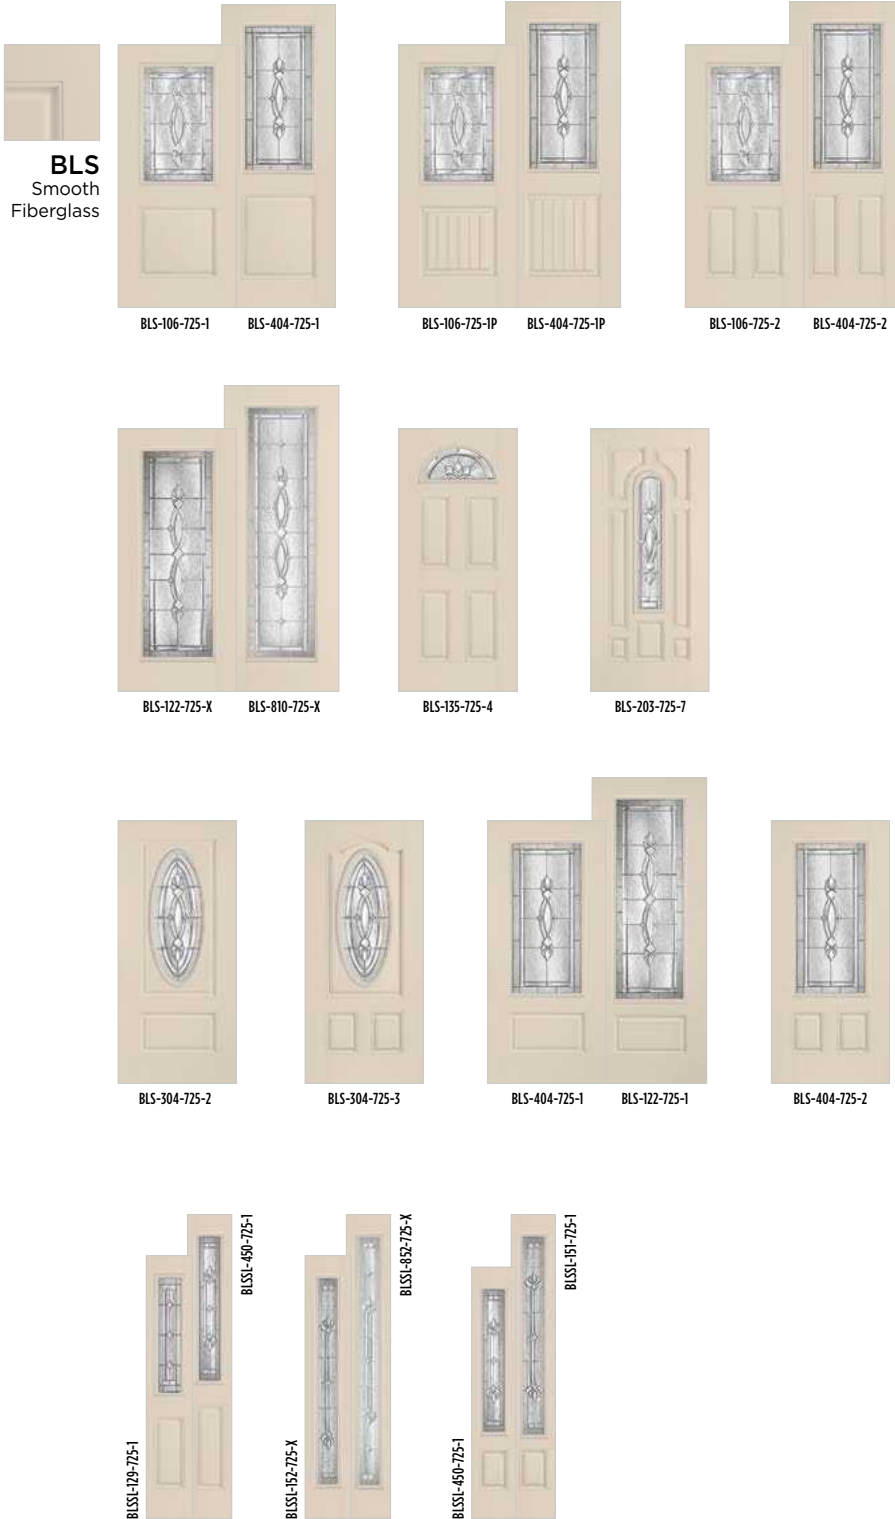 BLS
Smooth
Fiberglass
BLS-106-725-1 BLS-404-725-1
BLS-106-725-1P BLS-404-725-1P
BLS-106-725-2 BLS-404-725-2
BLS-122-725-X BLS-810-725-X
BLS-135-725-4
BLS-203-725-7
BLS-304-725-2
BLS-304-725-3
BLS-404-725-1 BLS-122-725-1
BLS-404-725-2
BLSSL-129-725-1
BLSSL-450-725-1
BLSSL-152-725-X
BLSSL-852-725-X
BLSSL-450-725-1
BLSSL-151-725-1